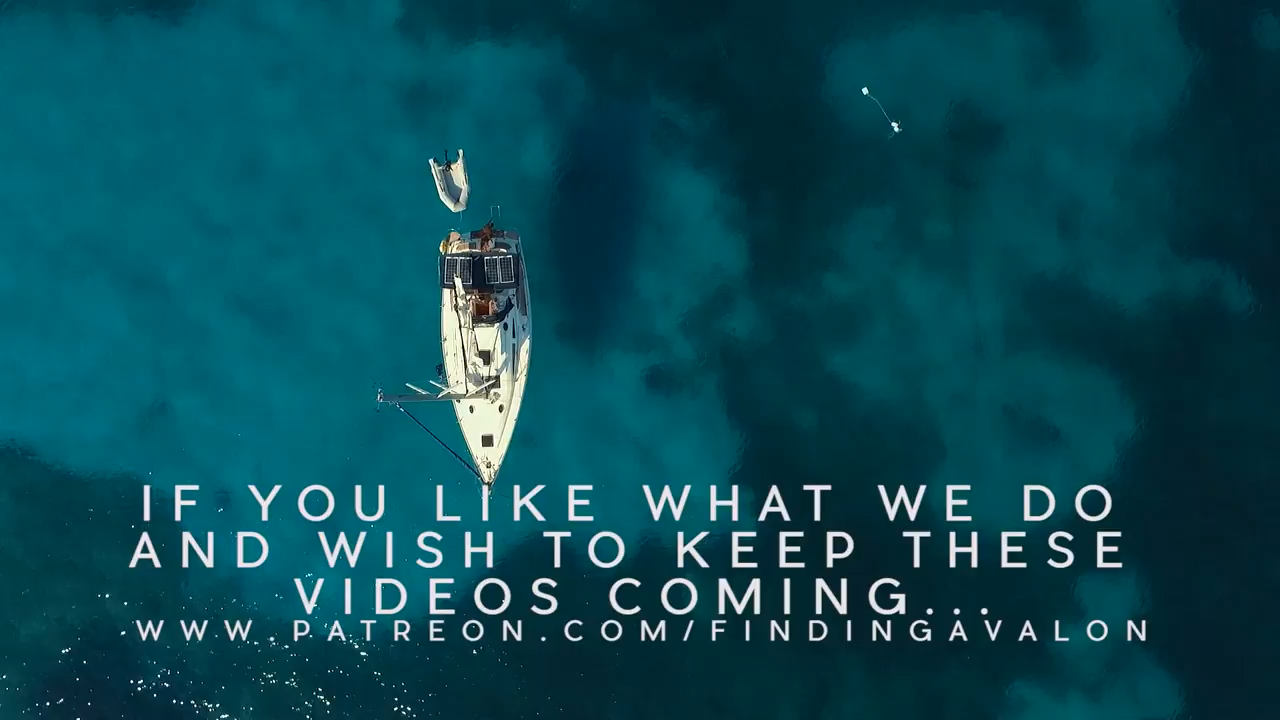 IF YOU LIKE WHAT WE DO
AND WISH TO KEEP THESE
VIDEOS COMING...
WWW.PATREON.COM/FINDINGAVALON